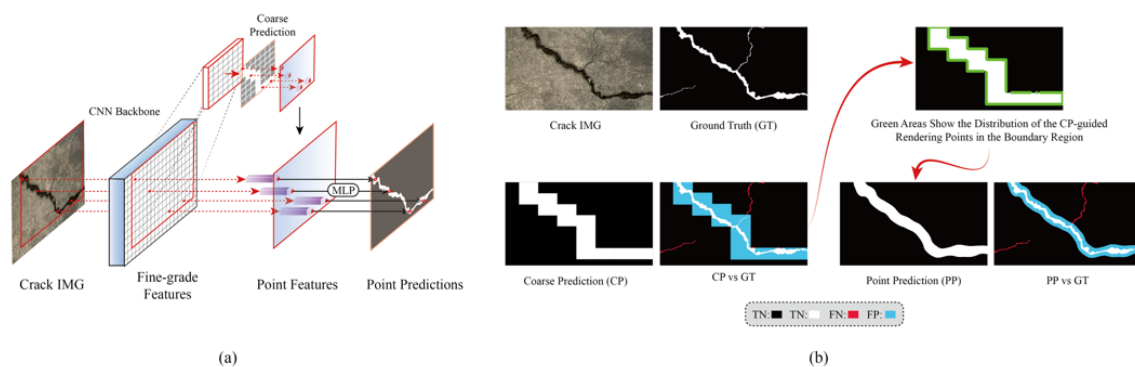 Coarse
Prediction
CNN Backbone
MLP
Crack IMG
Fine-grade
Features
Point Features
Point Predictions
(a)
Crack IMG
Ground Truth (GT)
Green Areas Show the Distribution of the CP-guided
Rendering Points in the Boundary Region
Coarse Prediction (CP)
CP vs GT
Point Prediction (PP)
PP vs GT
TN: TN: FN: FP:
(b)